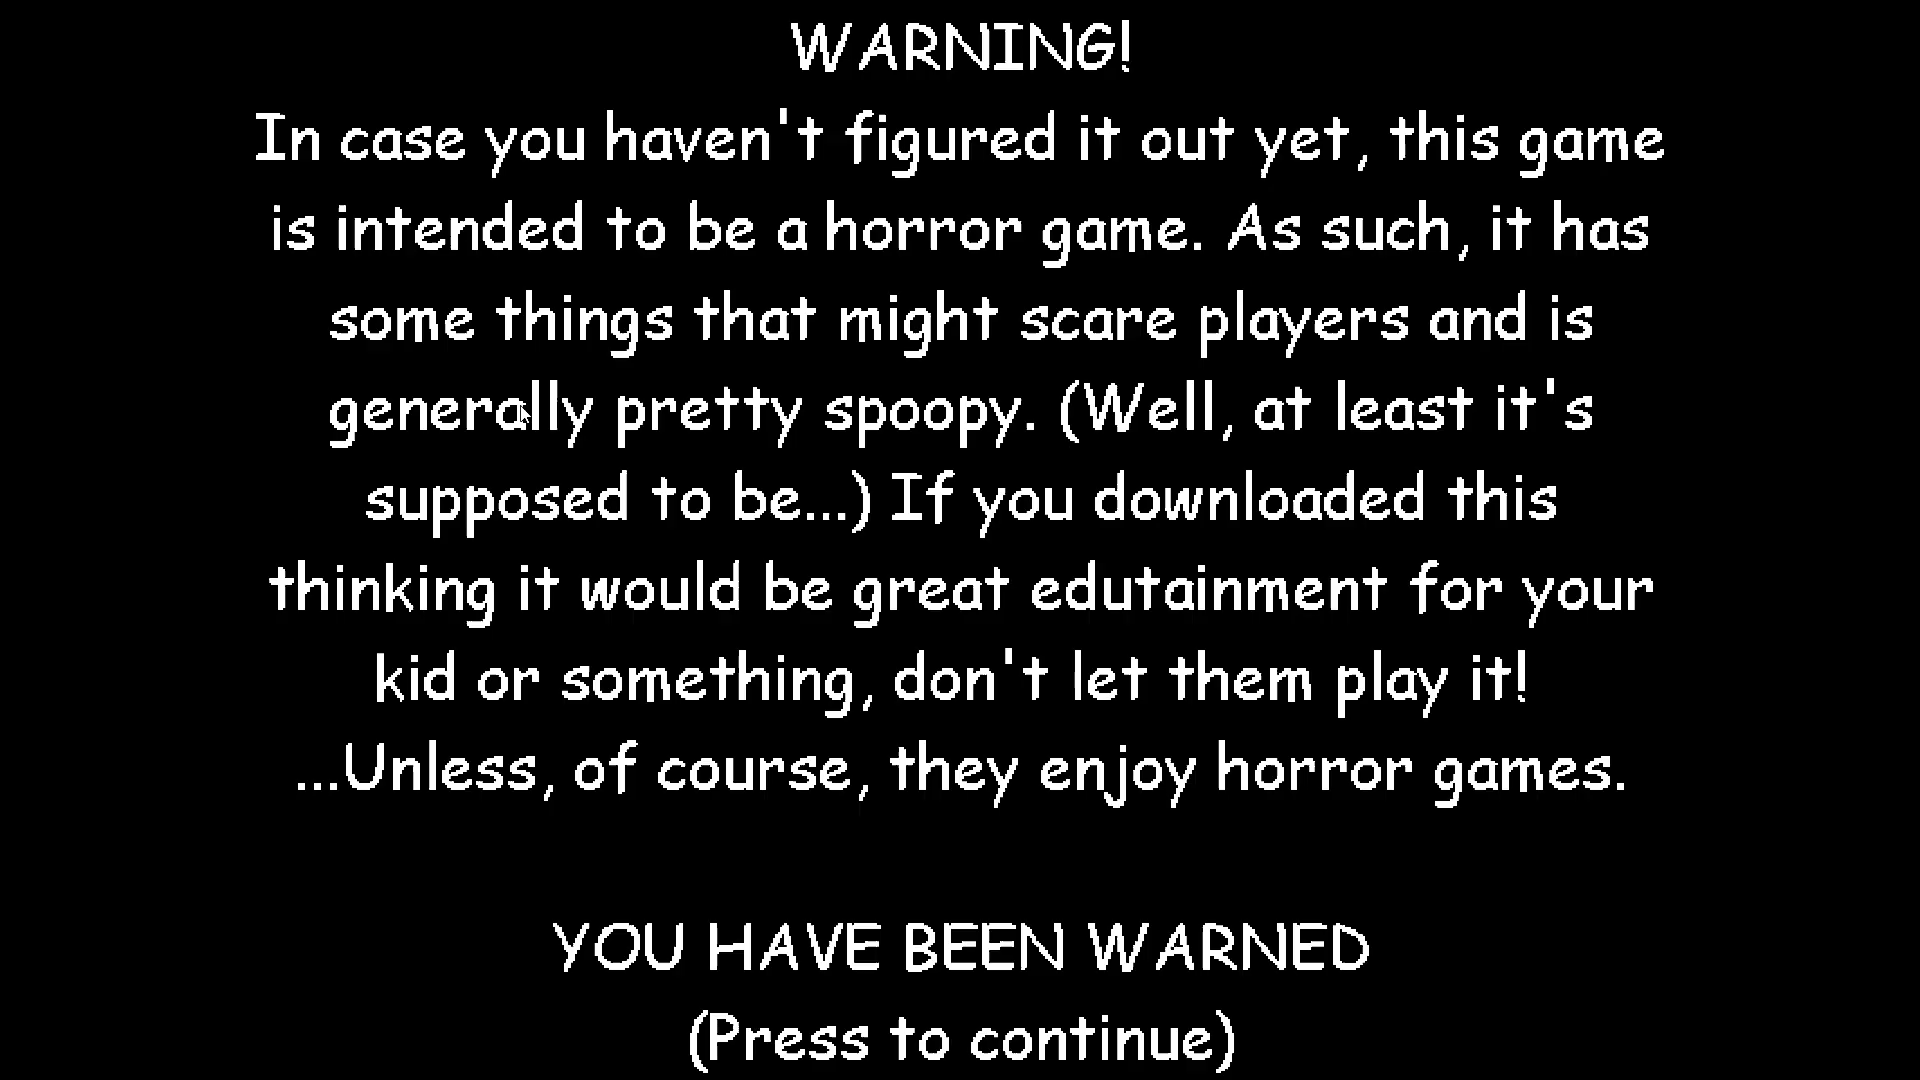 WARNING!
In case you haven't figured it out yet, this game
is intended to be a horror game. As such, it has
some things that might scare players and is
generally pretty spoopy. (Well, at least it's
supposed to be...) If you downloaded this
thinking it would be great edutainment for your
kid or something, don't let them play it!
...Unless, of course, they enjoy horror games.
YOU HAVE BEEN WARNED
(Press to continue)